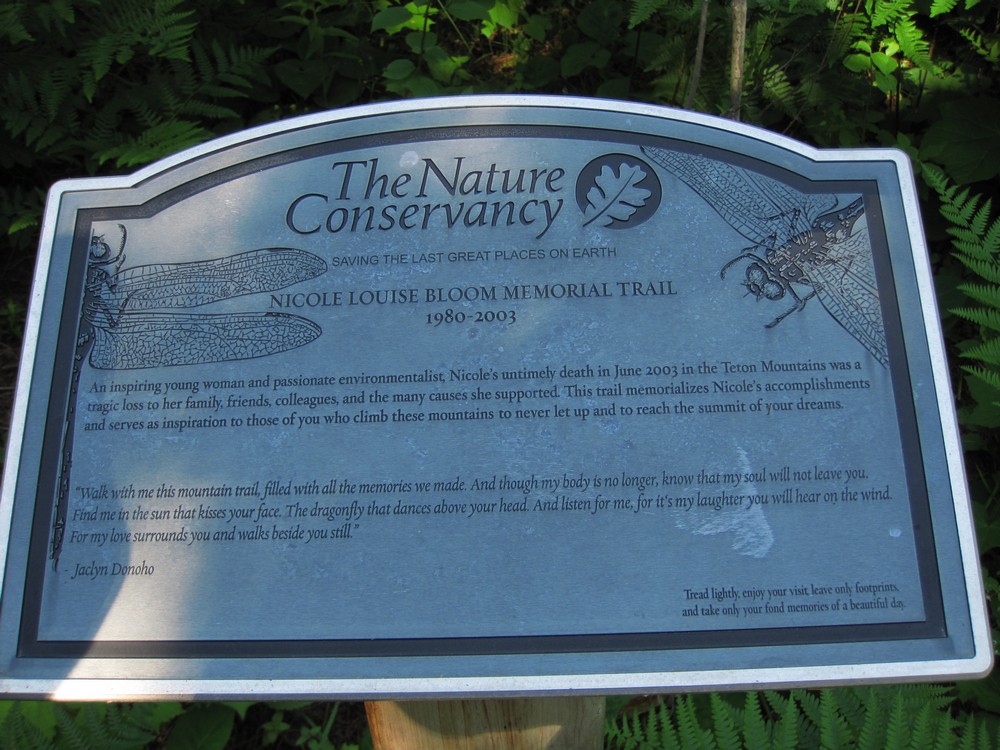 The Nature
Conservancy
SAVING THE LAST GREAT PLACES ON EARTH
NICOLE LOUISE BLOOM MEMORIAL TRAIL
1980-2003
An inspiring young woman and passionate environmentalist, Nicole's untimely death in June 2003 in the Teton Mountains was a
tragic loss to her family, friends, colleagues, and the many causes she supported. This trail memorializes Nicole's accomplishments
and serves as inspiration to those of you who climb these mountains to never let up and to reach the summit of your dreams.
"Walk with me this mountain trail, filled with all the memories we made. And though my body is no longer, know that my soul will not leave you.
Find me in the sun that kisses your face. The dragonfly that dances above your head. And listen for me, for it's my laughter you will hear on the wind.
For my love surrounds you and walks beside you still."
- Jaclyn Donoho
Tread lightly, enjoy your visit, leave only footprints,
and take only your fond memories of a beautiful day.